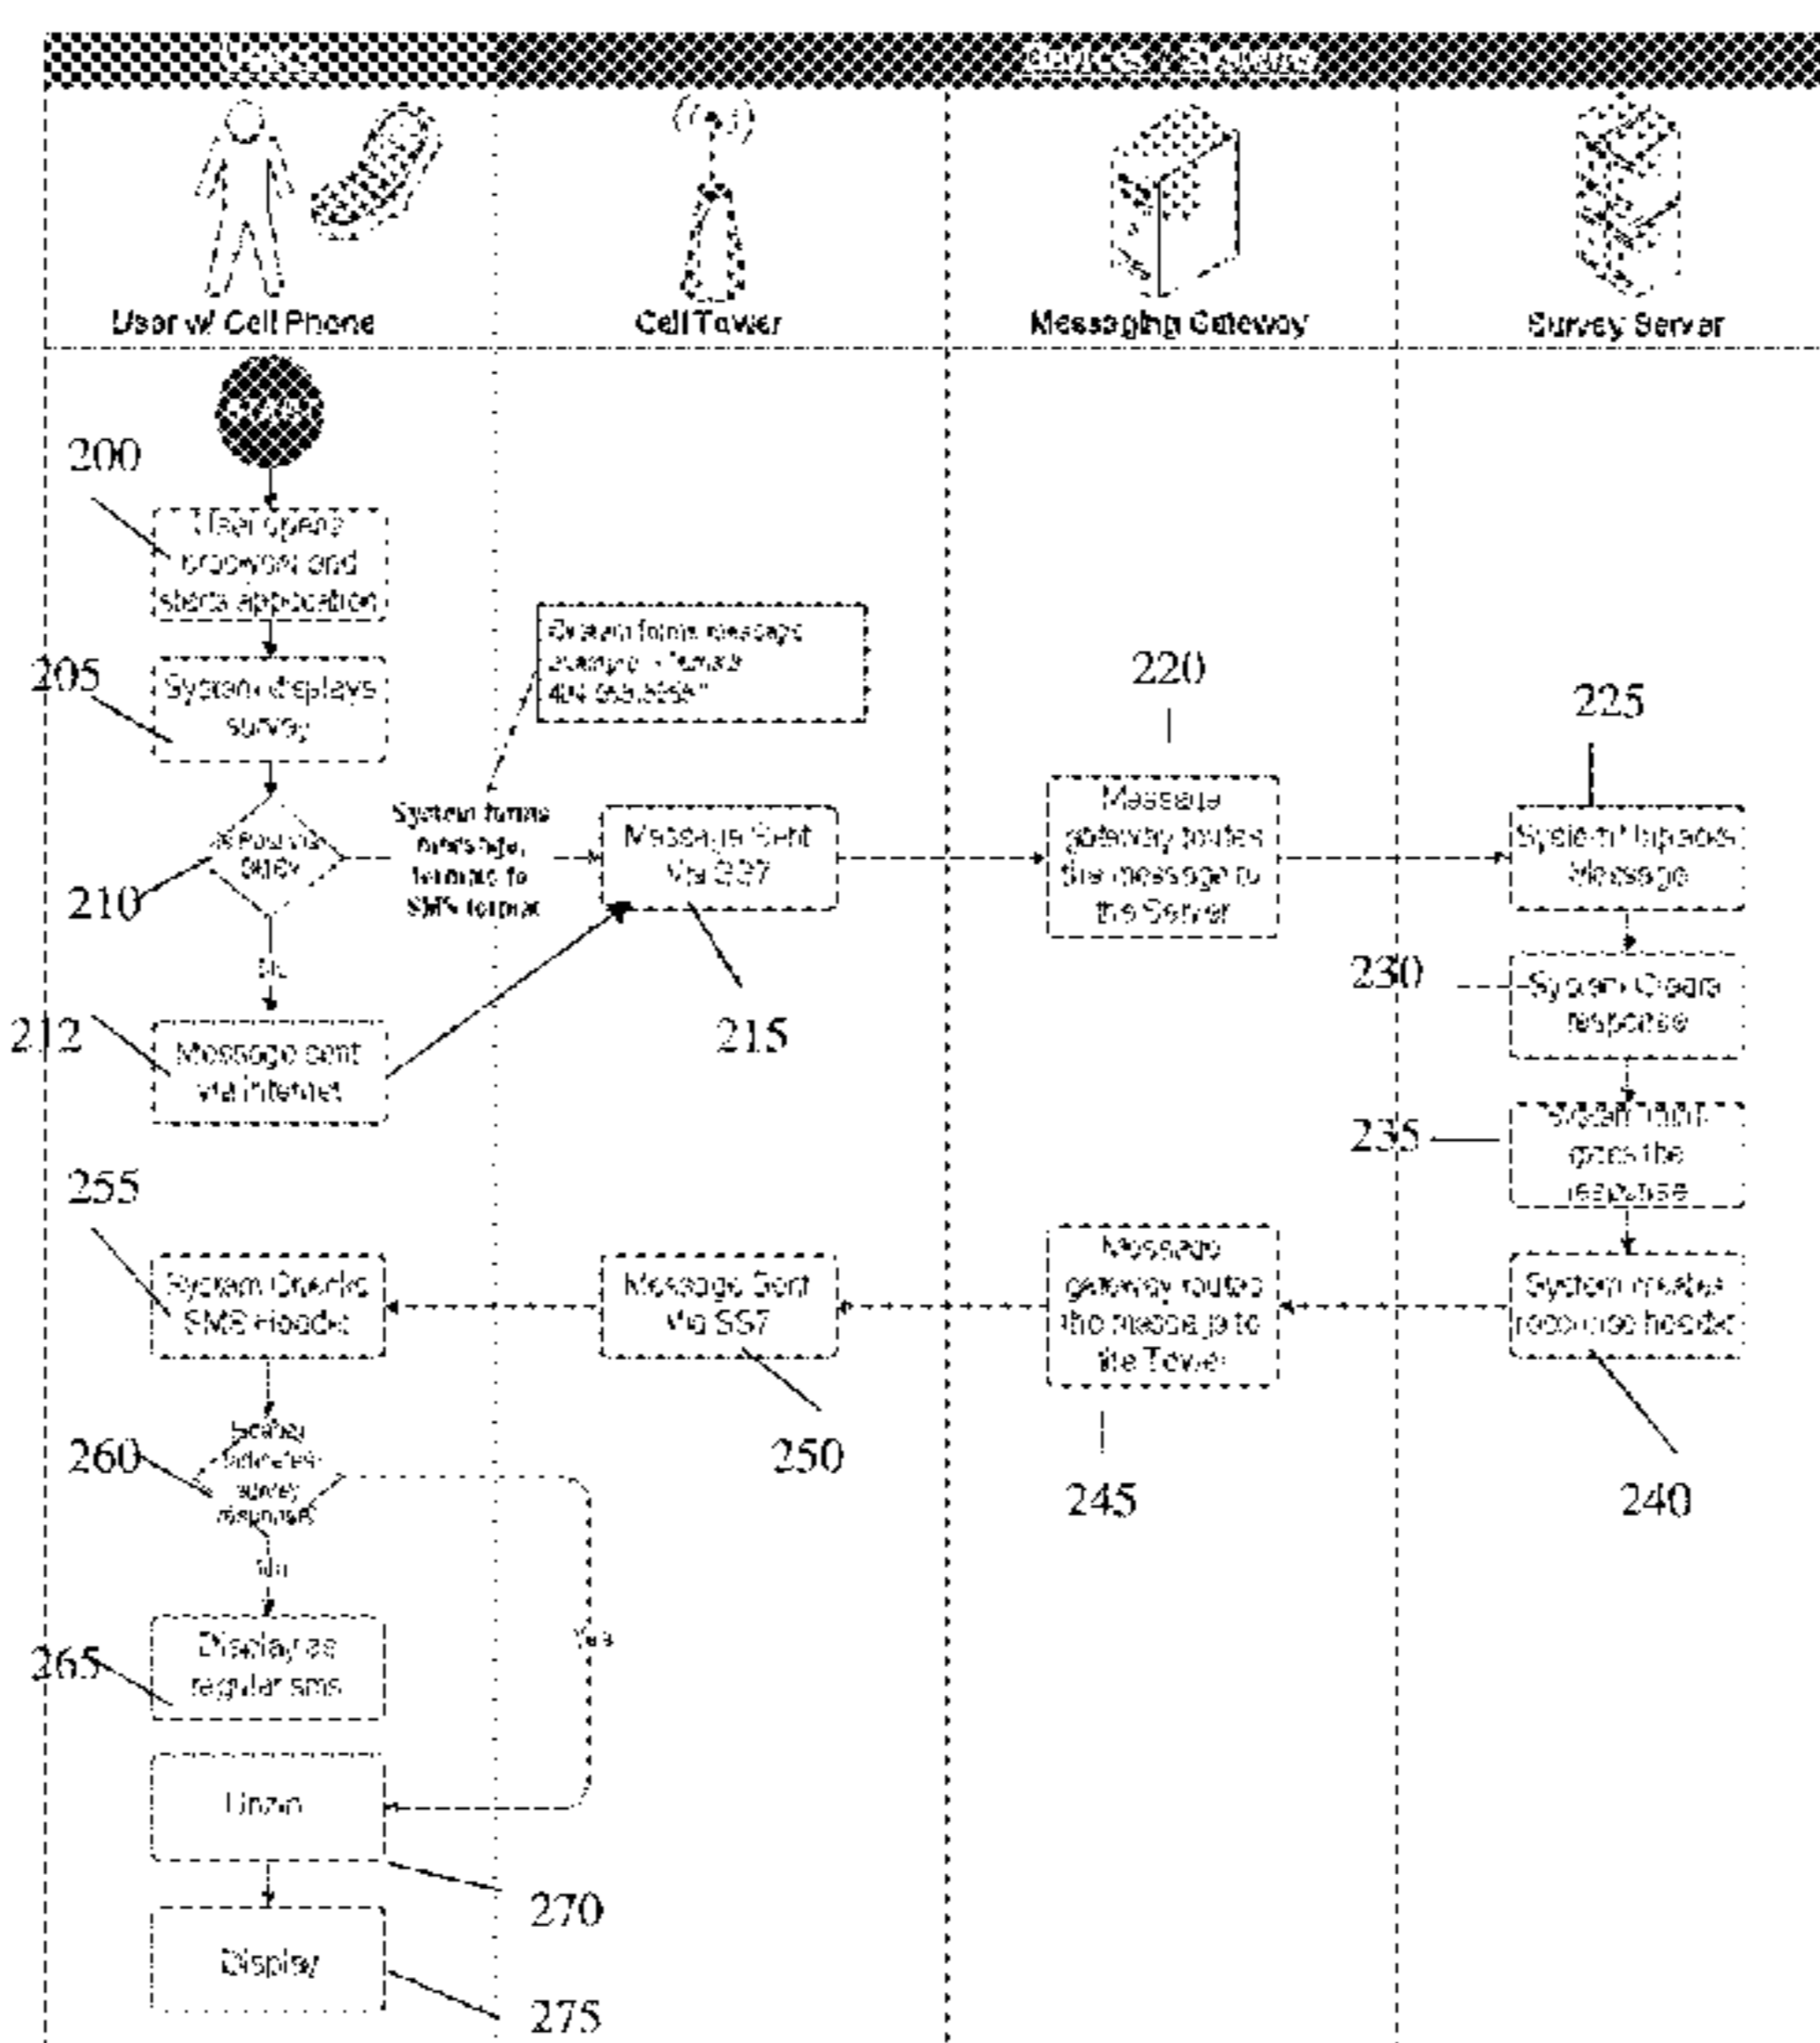 User w/ Cell Phone
Cell Tower
Messaging Gateway
Survey Server
200
User opens
and
starts application
205
System displays
survey
System forms message
220
225
210
System forms
message,
formats to
SMS format
Message Sent
Via SS7
Message
gateway routes
the message to
the Server
System
Message
No
212
Message sent
via internet
215
230
System
response
235
System
the
response
255
System Checks
SMS Header
Message Sent
Via SS7
Message
gateway routes
the message to
the Tower
System creates
response header
260
indicates
survey
response
250
245
240
No
Yes
265
Display as
regular sms
Unzip
270
Display
275